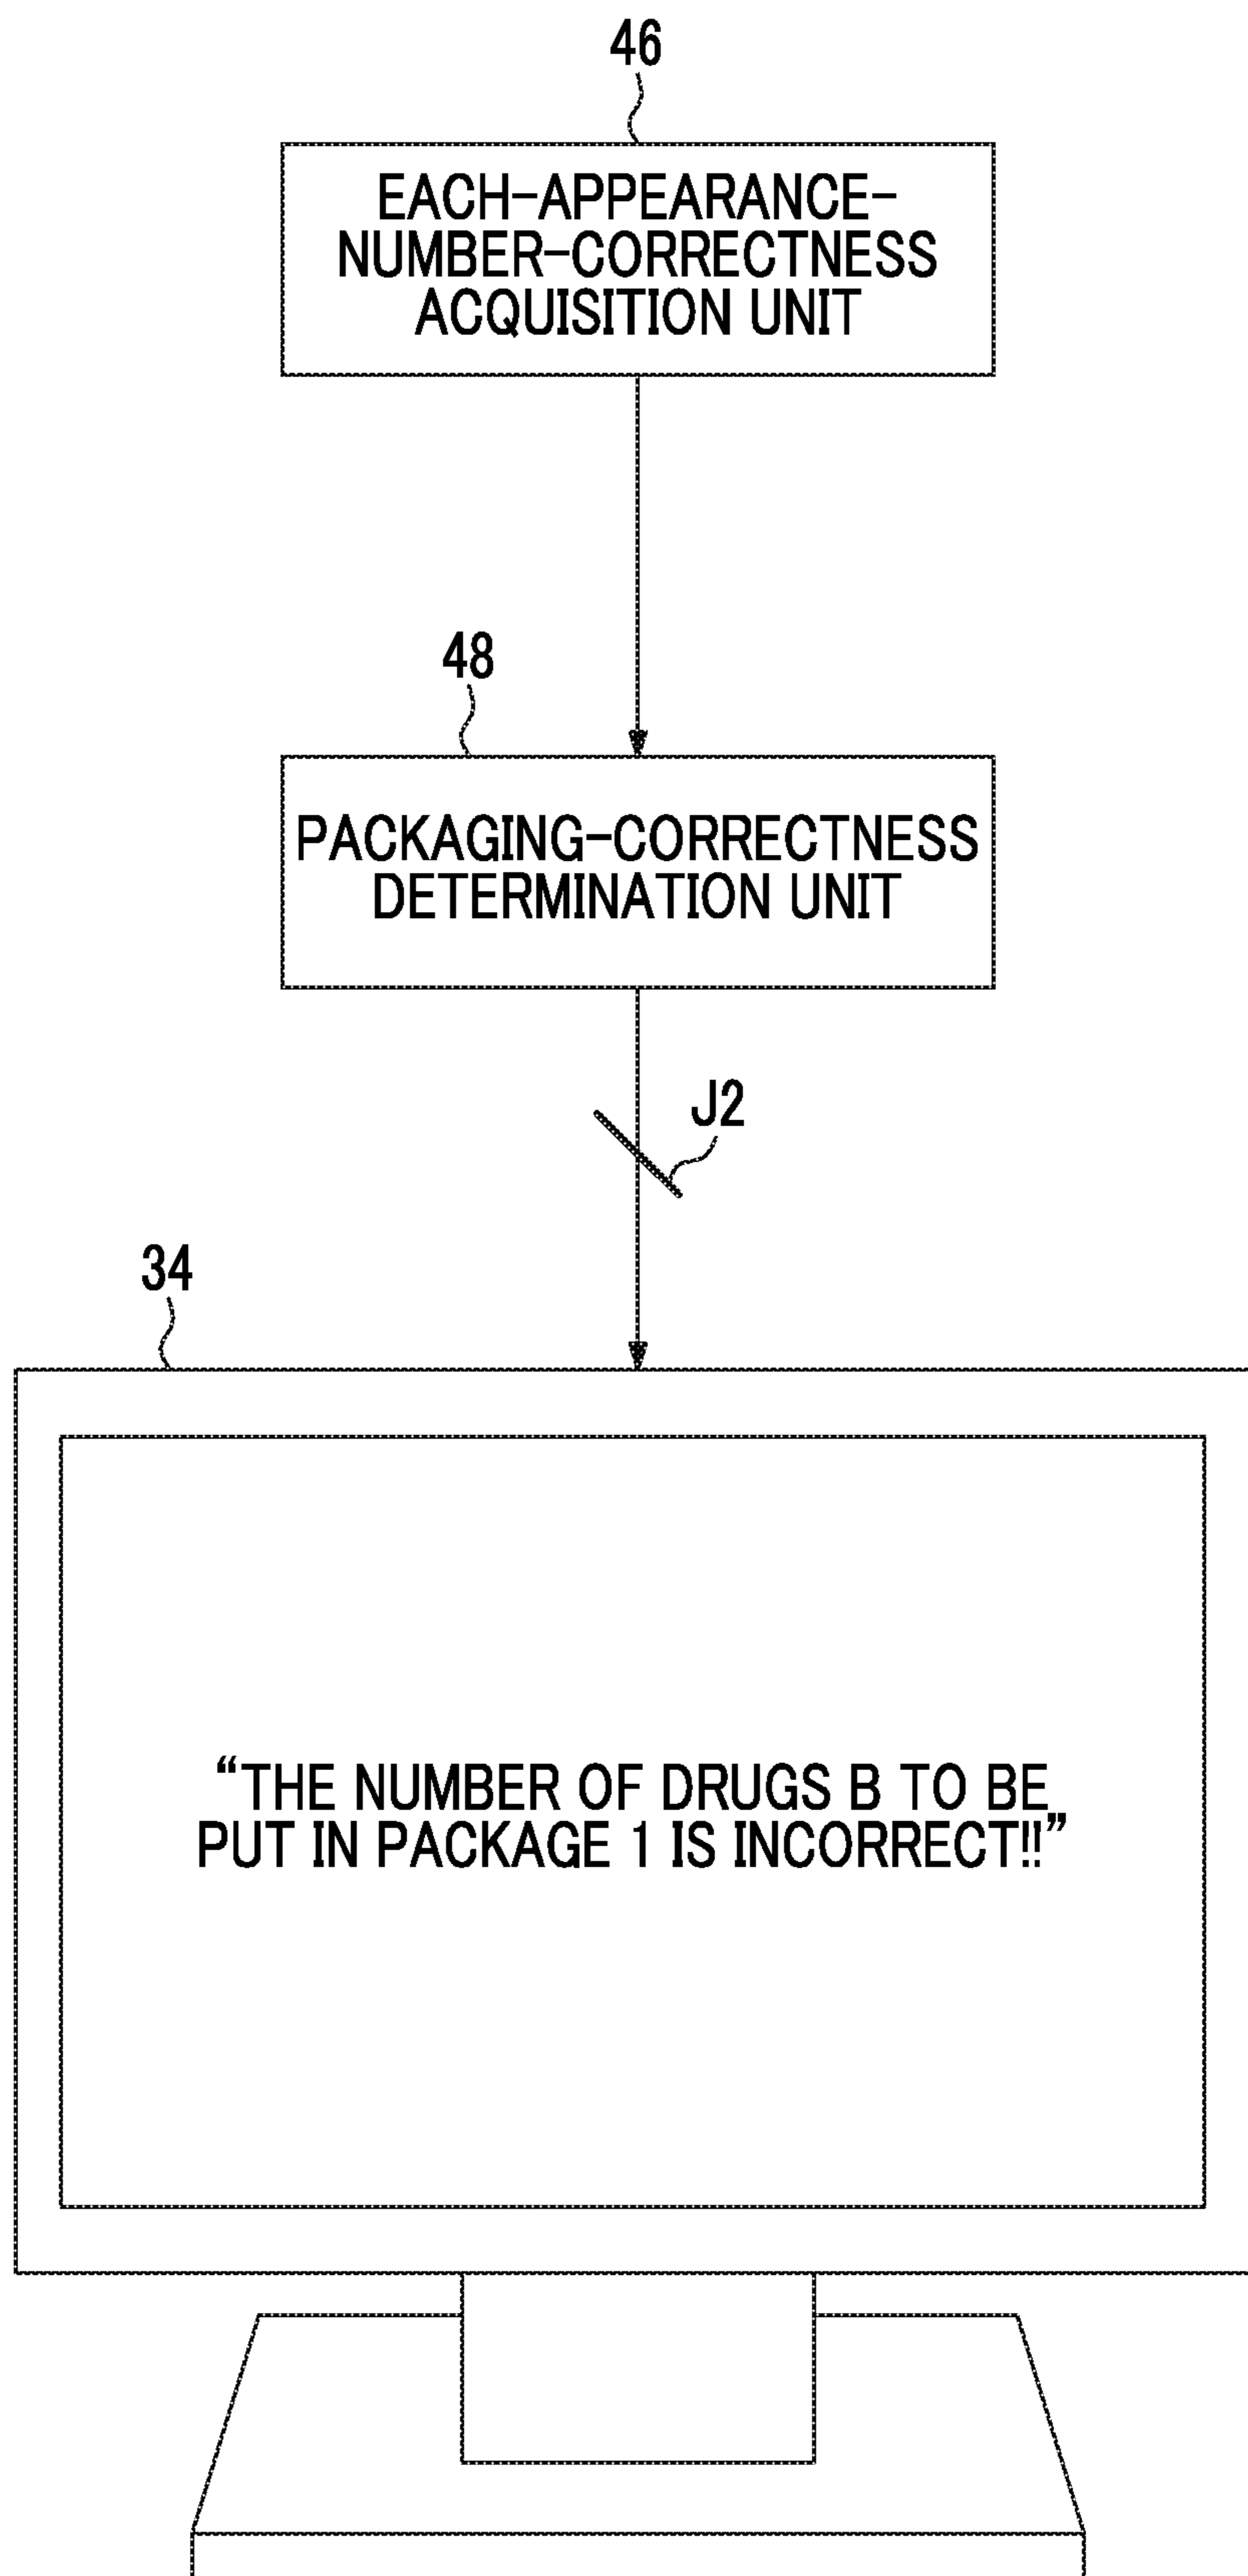 46
EACH-APPEARANCE-
NUMBER-CORRECTNESS
ACQUISITION UNIT
48
PACKAGING-CORRECTNESS
DETERMINATION UNIT
J2
34
“THE NUMBER OF DRUGS B TO BE
PUT IN PACKAGE 1 IS INCORRECT!!”